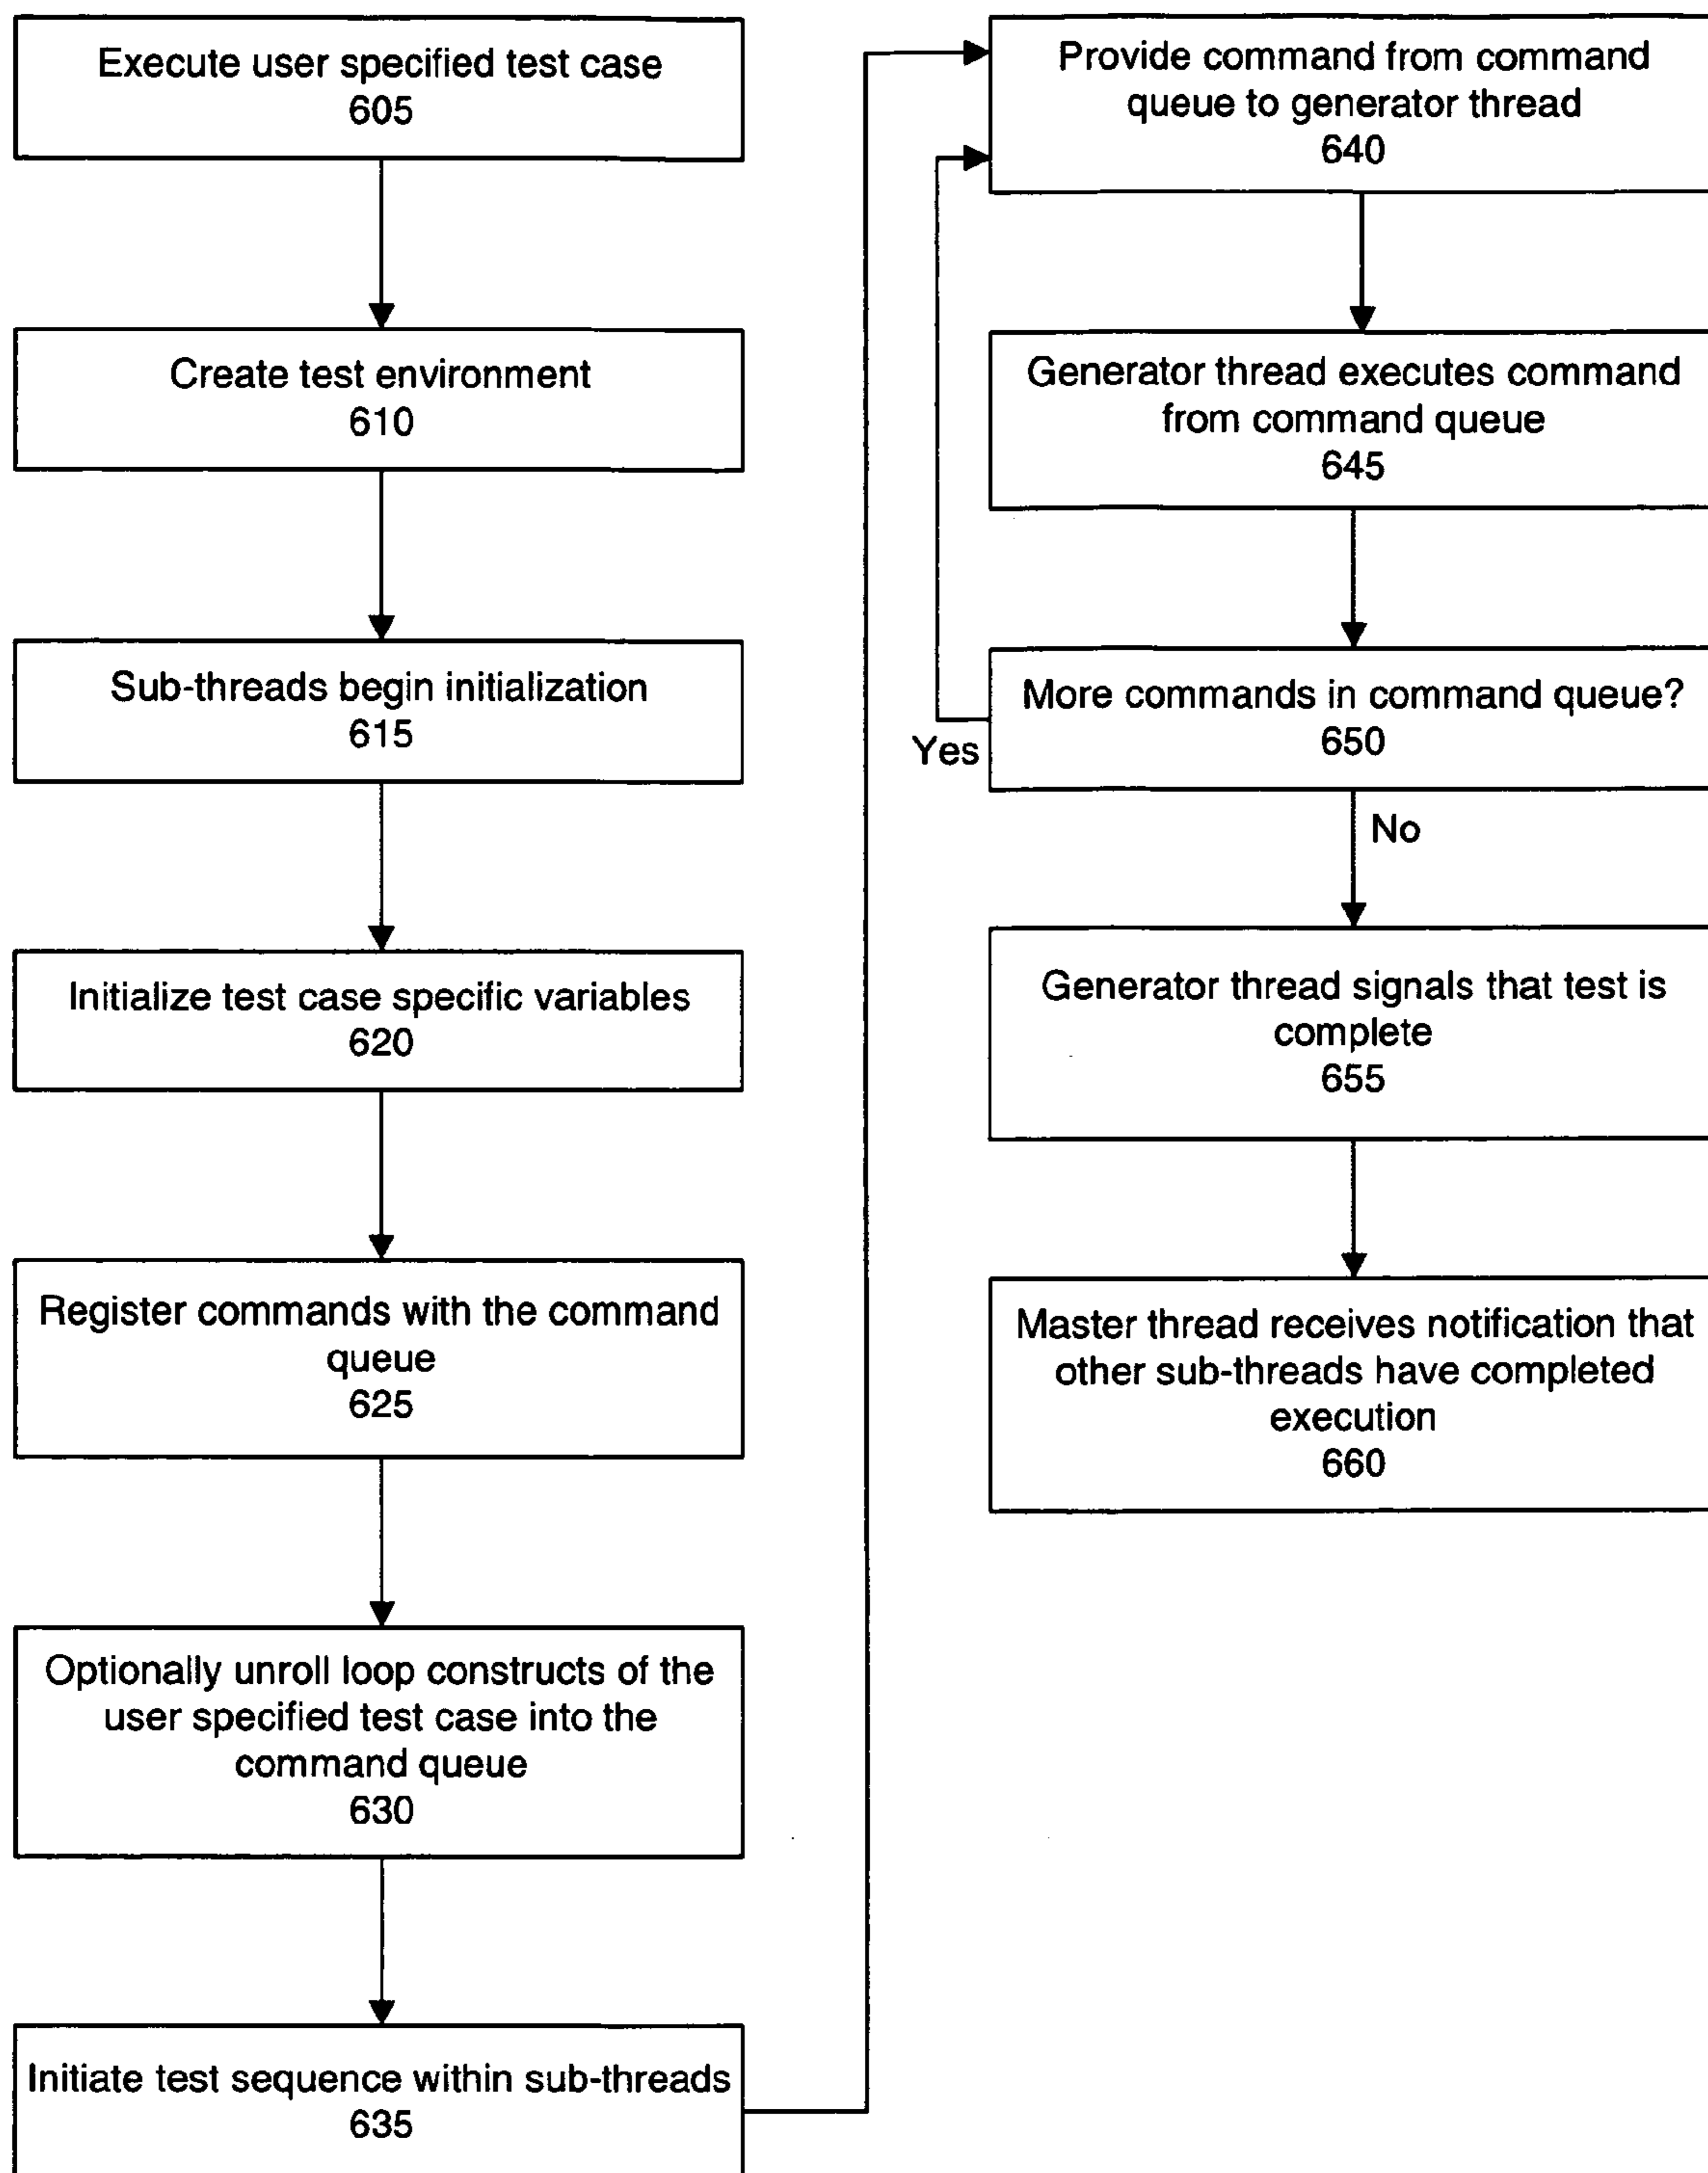 Execute user specified test case
605
Create test environment
610
Sub-threads begin initialization
615
Initialize test case specific variables
620
Register commands with the command
queue
625
Optionally unroll loop constructs of the
user specified test case into the
command queue
630
Initiate test sequence within sub-threads
635
Provide command from command
queue to generator thread
640
Generator thread executes command
from command queue
645
More commands in command queue?
650
Yes
No
Generator thread signals that test is
complete
655
Master thread receives notification that
other sub-threads have completed
execution
660